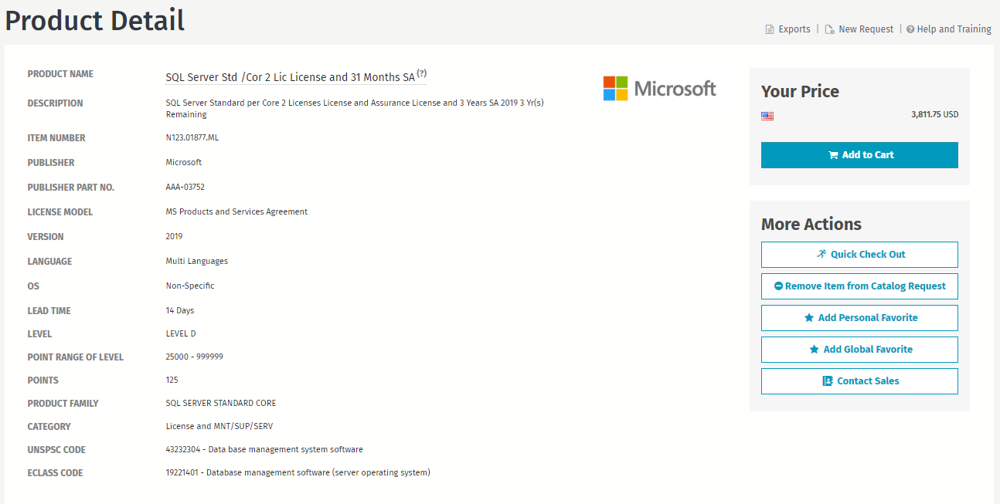 Product Detail
Exports | New Request | Help and Training
PRODUCT NAME
SQL Server Std /Cor 2 Lic License and 31 Months SA (?)
DESCRIPTION
SQL Server Standard per Core 2 Licenses License and Assurance License and 3 Years SA 2019 3 Yr(s)
Remaining
ITEM NUMBER
N123.01877.ML
PUBLISHER
Microsoft
PUBLISHER PART NO.
AAA-03752
LICENSE MODEL
MS Products and Services Agreement
VERSION
2019
LANGUAGE
Multi Languages
OS
Non-Specific
LEAD TIME
14 Days
LEVEL
LEVEL D
POINT RANGE OF LEVEL
25000 - 999999
POINTS
125
PRODUCT FAMILY
SQL SERVER STANDARD CORE
CATEGORY
License and MNT/SUP/SERV
UNSPSC CODE
43232304 - Data base management system software
ECLASS CODE
19221401 - Database management software (server operating system)
Microsoft
Your Price
3,811.75 USD
Add to Cart
More Actions
Quick Check Out
Remove Item from Catalog Request
Add Personal Favorite
Add Global Favorite
Contact Sales